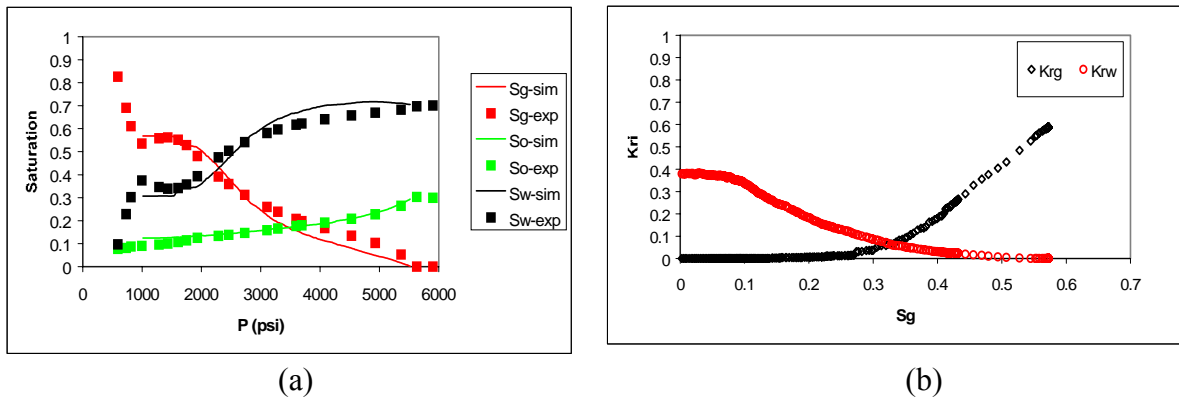 1
0.9
0.8
0.7
0.6
0.5
0.4
0.3
0.2
0.1
0
Saturation
0 1000 2000 3000 4000 5000 6000
P (psi)
Sg-sim
Sg-exp
So-sim
So-exp
Sw-sim
Sw-exp
(a)
1
0.9
0.8
0.7
0.6
0.5
0.4
0.3
0.2
0.1
0
Kri
0 0.1 0.2 0.3 0.4 0.5 0.6 0.7
Sg
Krg Krw
(b)